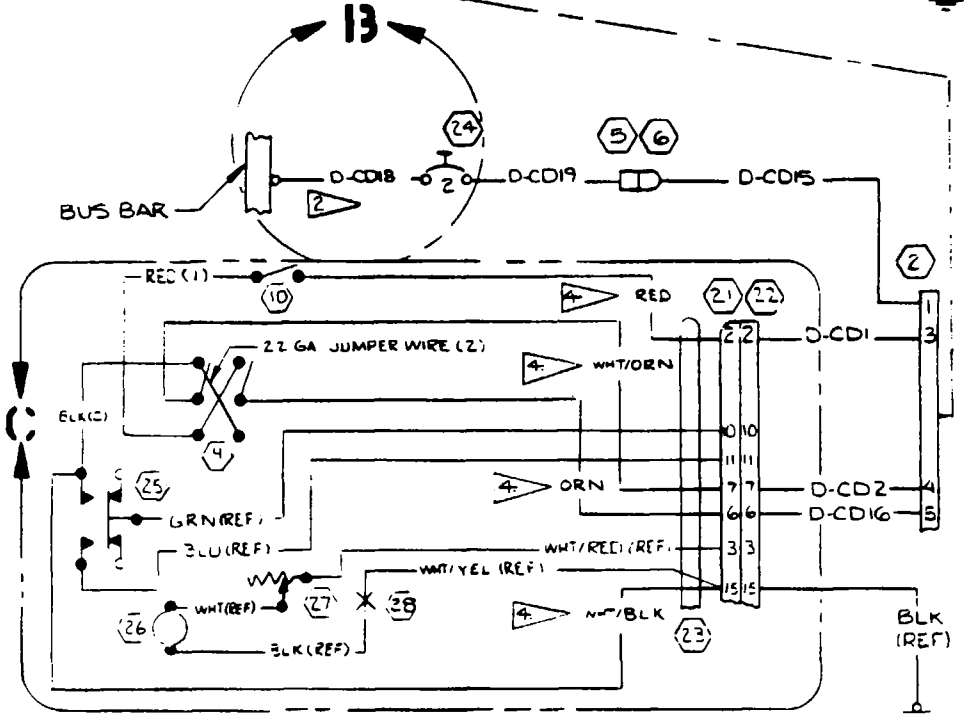 13
24
5 6
D-CD18 2 D-CD19 D-CD15
2
BUS BAR
2
RED (1)
10
4 RED
21 22
1
2 2 D-CD1 3
22 GA JUMPER WIRE (2)
4 WHT/ORN
C
4
10 10
11 11
25
4 ORN
7 7 D-CD2 4
GRN (REF)
6 6 D-CD16 5
BLU (REF)
WHT/RED (REF)
3 3
WHT/YEL (REF)
WHT (REF) 27 28
15 15
26
4
BLK (REF)
23
BLK
(REF)